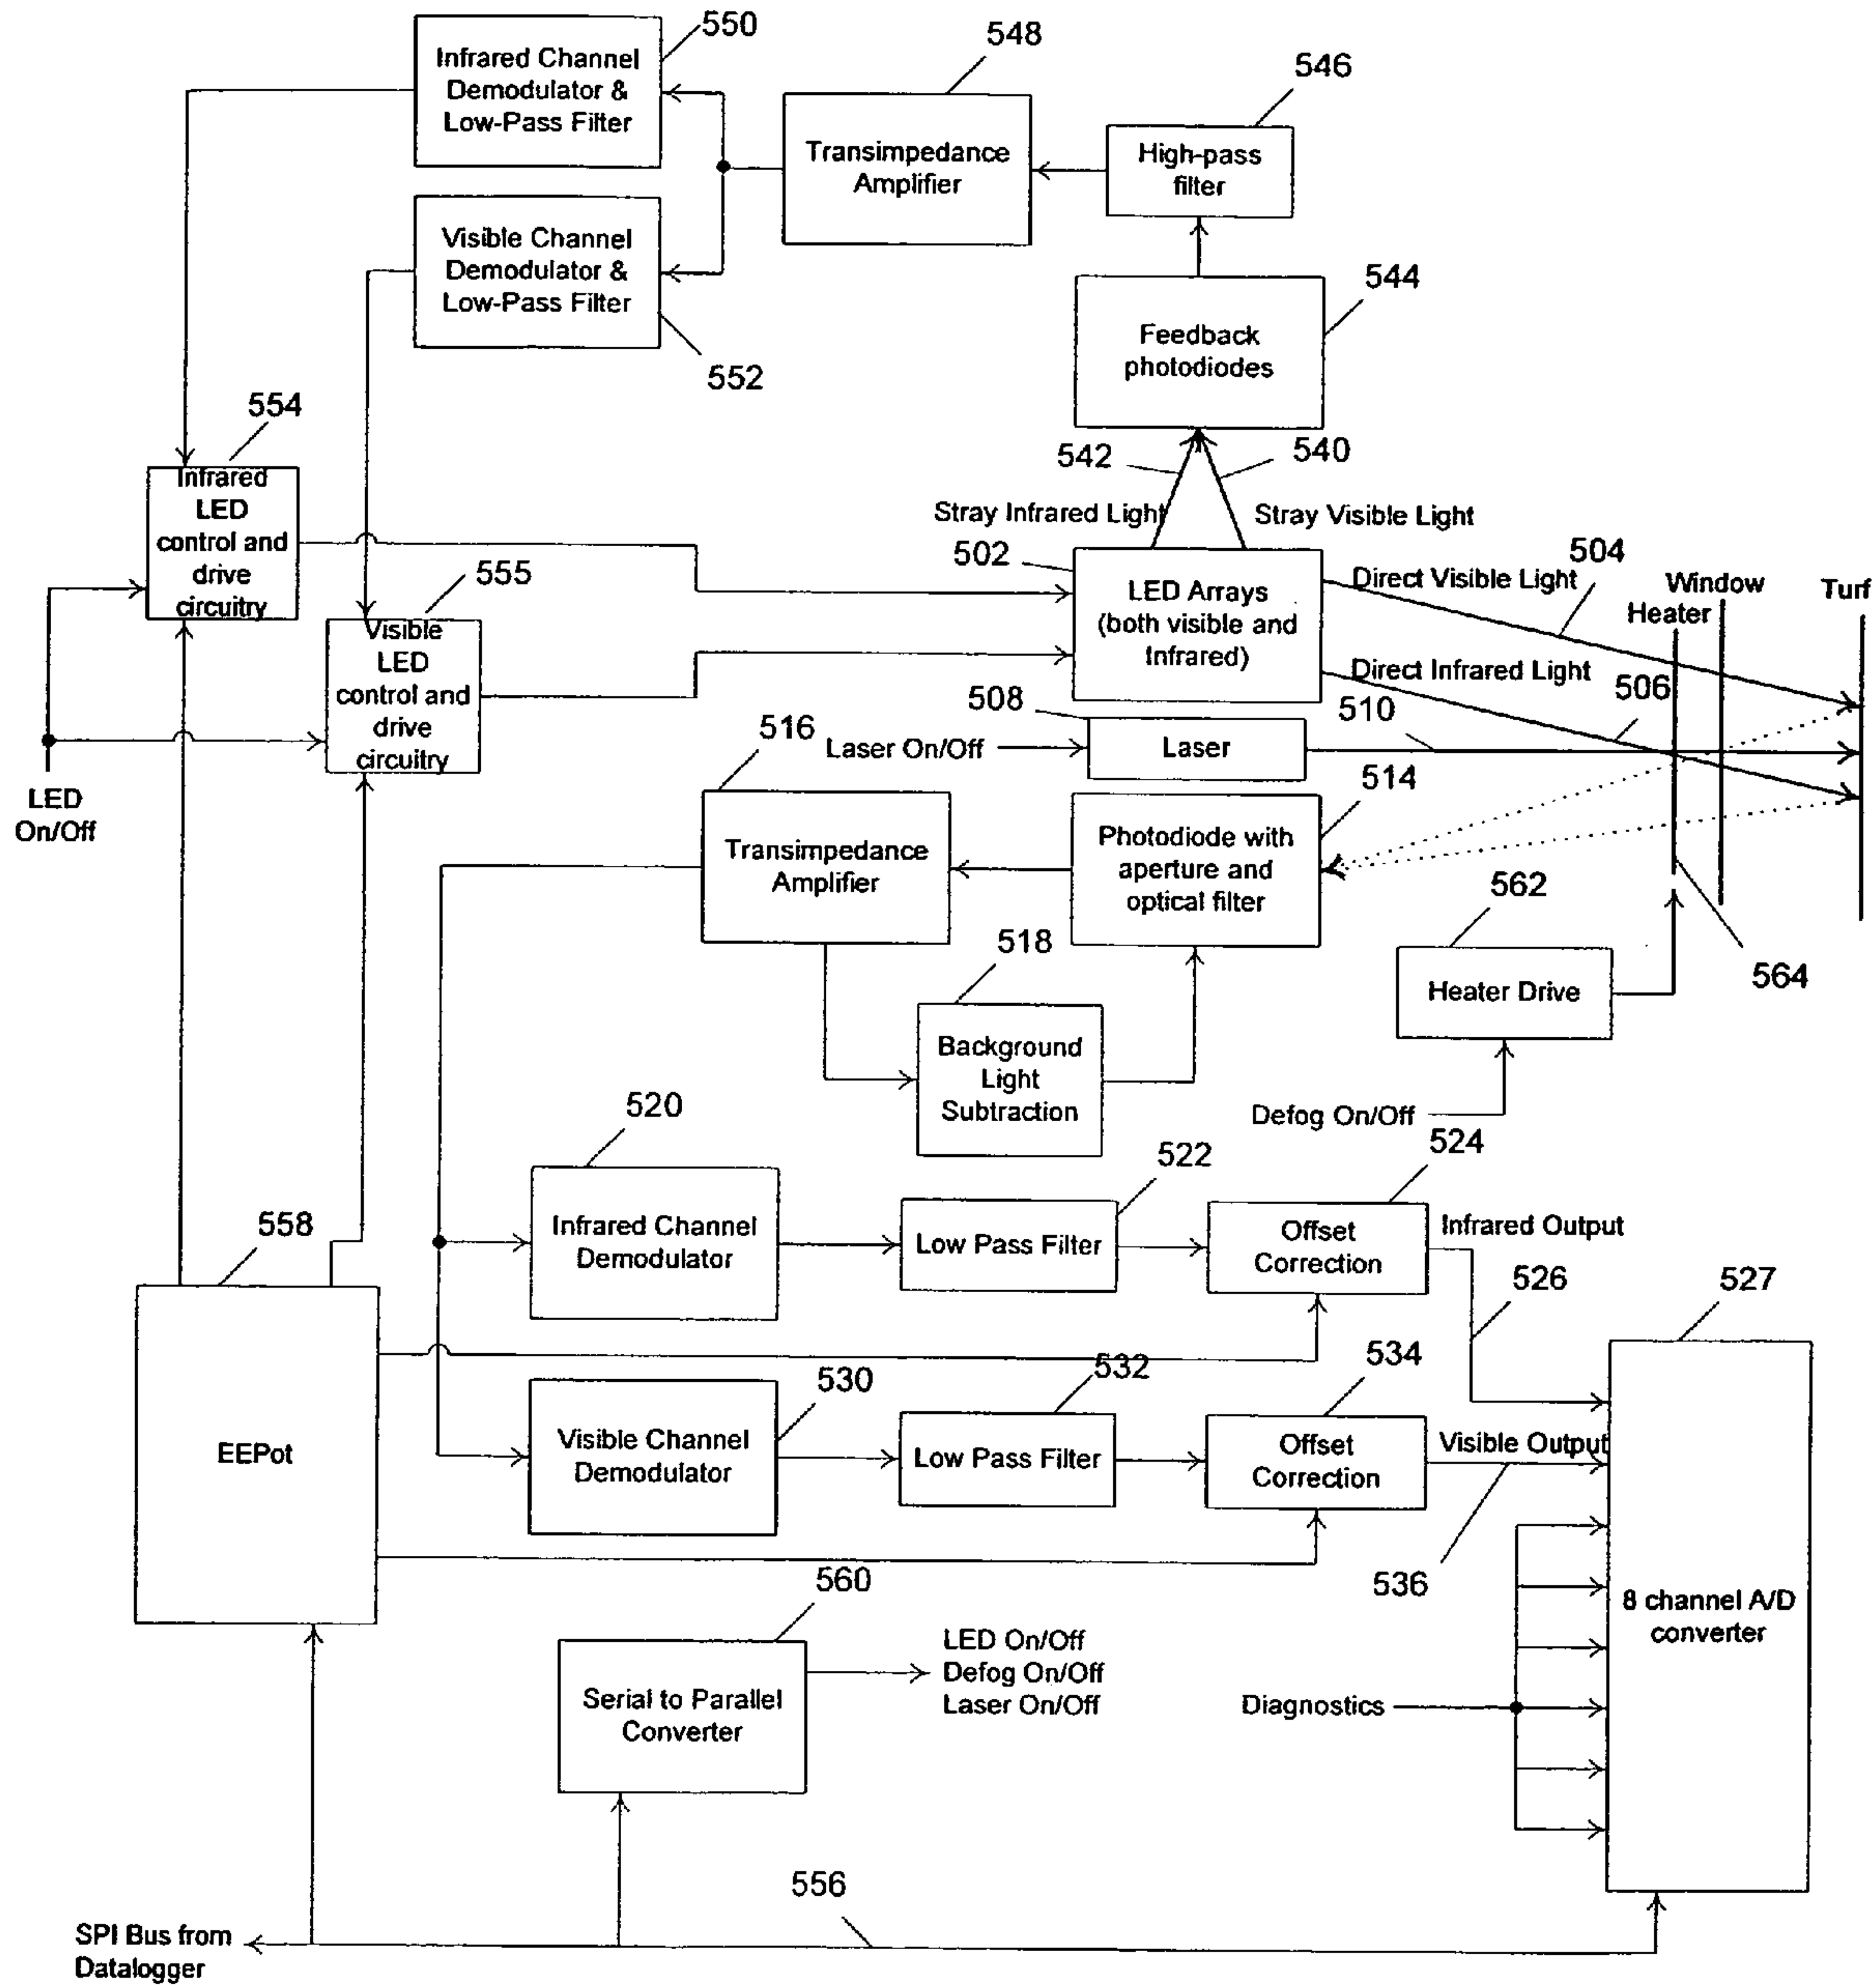 550
Infrared Channel
Demodulator &
Low-Pass Filter
548
Transimpedance
Amplifier
546
High-pass
filter
Visible Channel
Demodulator &
Low-Pass Filter
552
544
Feedback
photodiodes
554
Infrared
LED
control and
drive
circuitry
542
540
Stray Infrared Light
Stray Visible Light
555
Visible
LED
control and
drive
circuitry
502
LED Arrays
(both visible and
Infrared)
504
Direct Visible Light
Window
Heater
Turf
Direct Infrared Light
506
508
510
Laser On/Off
Laser
LED
On/Off
516
Transimpedance
Amplifier
514
Photodiode with
aperture and
optical filter
562
Heater Drive
564
518
Background
Light
Subtraction
Defog On/Off
520
Infrared Channel
Demodulator
522
Low Pass Filter
524
Offset
Correction
Infrared Output
526
527
558
EEPot
530
Visible Channel
Demodulator
532
Low Pass Filter
534
Offset
Correction
Visible Output
536
8 channel A/D
converter
560
Serial to Parallel
Converter
LED On/Off
Defog On/Off
Laser On/Off
Diagnostics
556
SPI Bus from
Datalogger